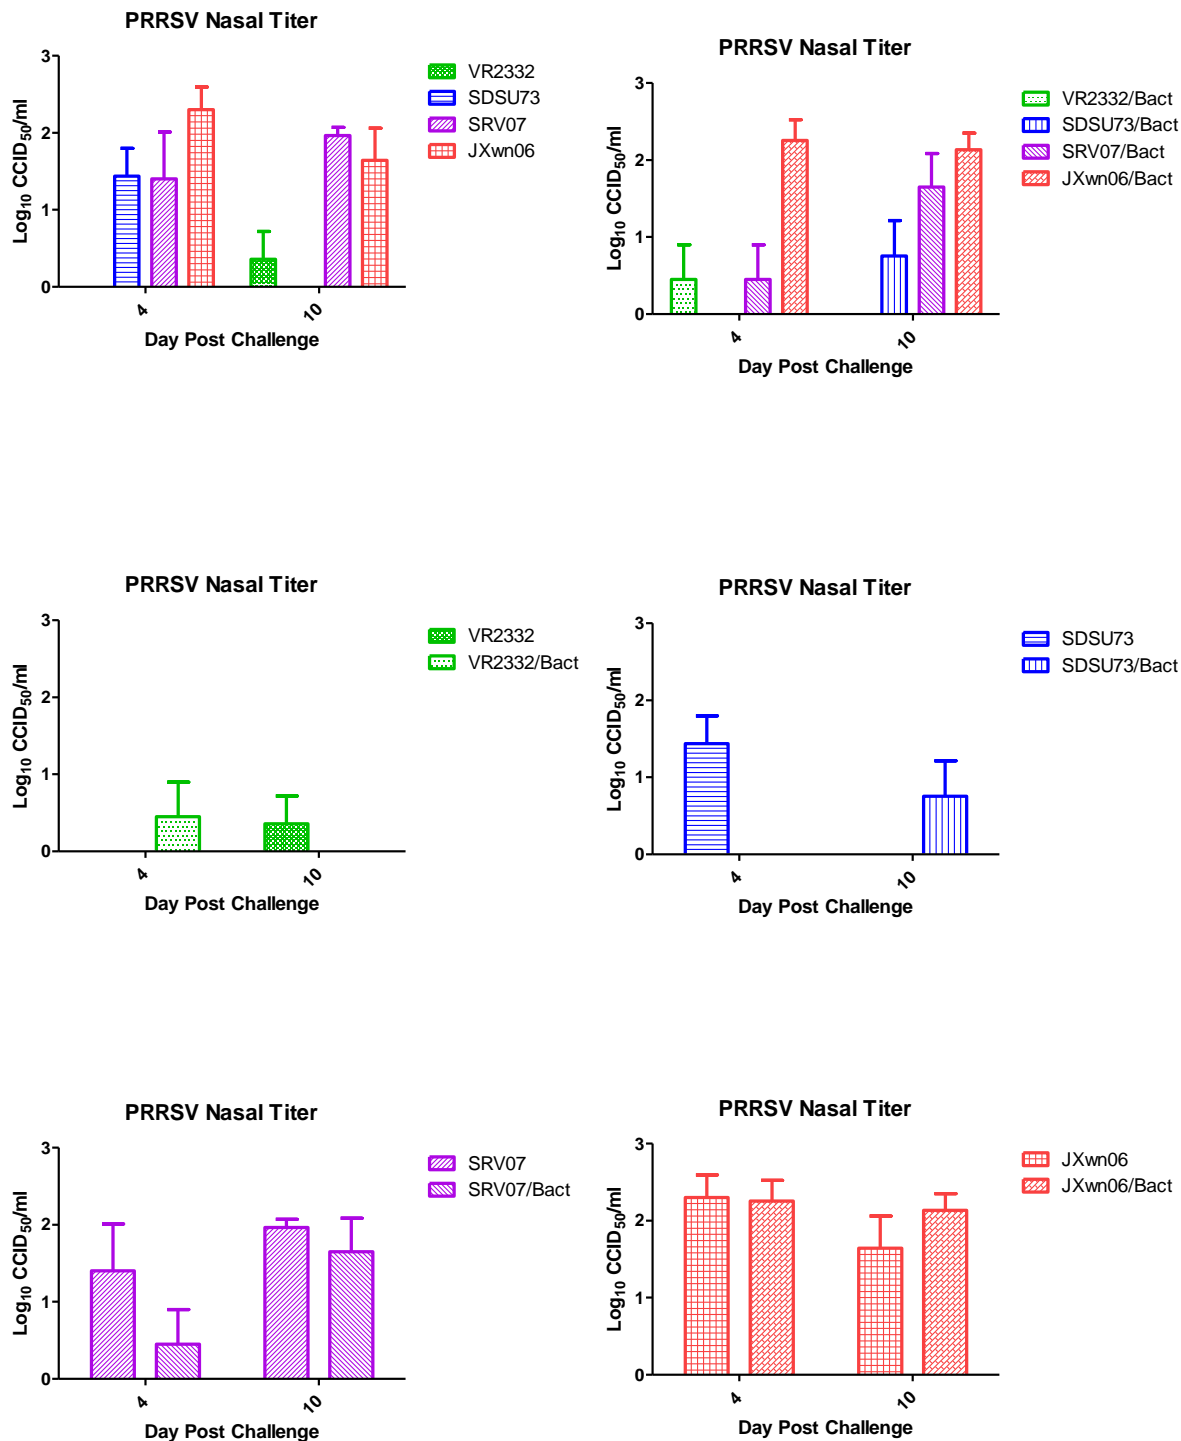 PRRSV Nasal Titer
3
2
1
0
Log10 CCID50/ml
4
10
Day Post Challenge
VR2332
SDSU73
SRV07
JXwn06
PRRSV Nasal Titer
3
2
1
0
Log10 CCID50/ml
4
10
Day Post Challenge
VR2332/Bact
SDSU73/Bact
SRV07/Bact
JXwn06/Bact
PRRSV Nasal Titer
3
2
1
0
Log10 CCID50/ml
4
10
Day Post Challenge
VR2332
VR2332/Bact
PRRSV Nasal Titer
3
2
1
0
Log10 CCID50/ml
4
10
Day Post Challenge
SDSU73
SDSU73/Bact
PRRSV Nasal Titer
3
2
1
0
Log10 CCID50/ml
4
10
Day Post Challenge
SRV07
SRV07/Bact
PRRSV Nasal Titer
3
2
1
0
Log10 CCID50/ml
4
10
Day Post Challenge
JXwn06
JXwn06/Bact